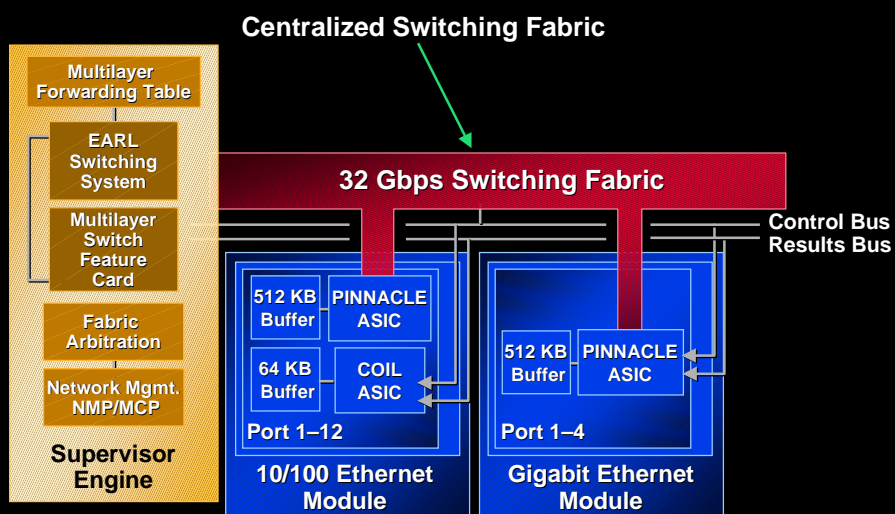 Centralized Switching Fabric
Multilayer
Forwarding Table
EARL
Switching
System
Multilayer
Switch
Feature
Card
Fabric
Arbitration
Network Mgmt.
NMP/MCP
Supervisor
Engine
32 Gbps Switching Fabric
Control Bus
Results Bus
512 KB
Buffer
PINNACLE
ASIC
64 KB
Buffer
COIL
ASIC
Port 1–12
10/100 Ethernet
Module
512 KB
Buffer
PINNACLE
ASIC
Port 1–4
Gigabit Ethernet
Module